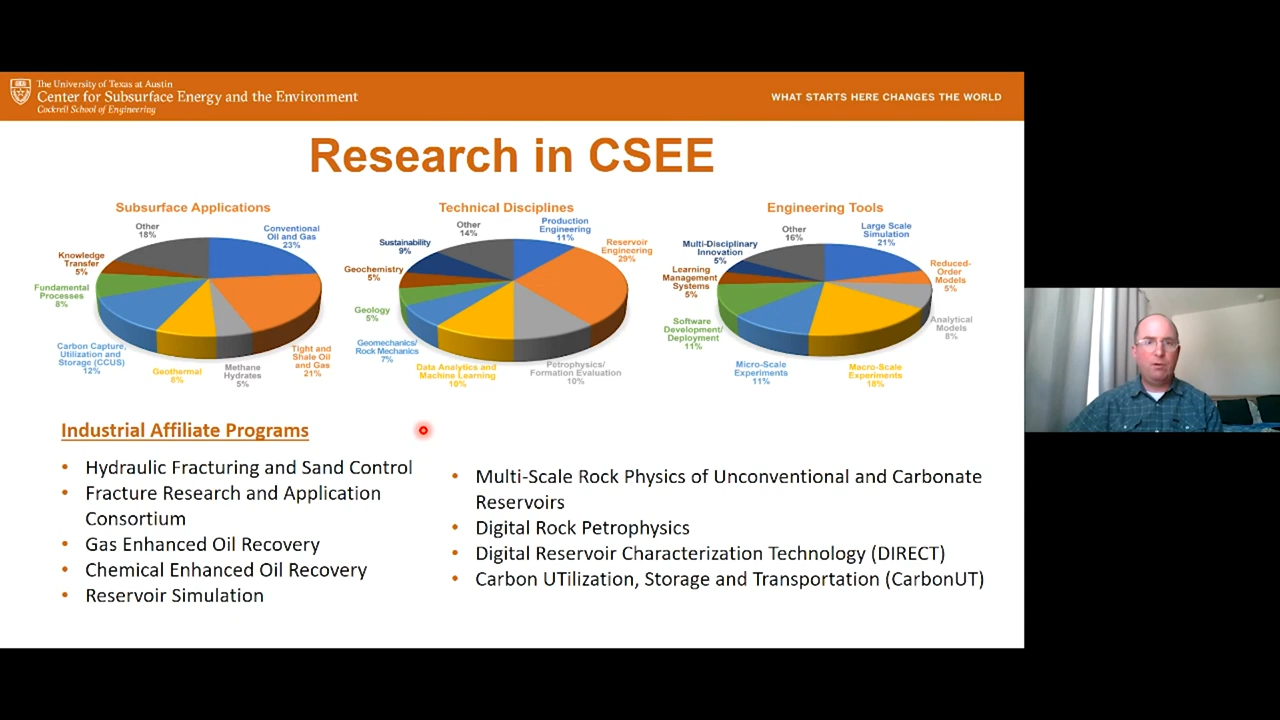 The University of Texas at Austin
Center for Subsurface Energy and the Environment
Cockrell School of Engineering
WHAT STARTS HERE CHANGES THE WORLD
Research in CSEE
Subsurface Applications
Other
18%
Conventional
Oil and Gas
23%
Knowledge
Transfer
5%
Fundamental
Processes
8%
Carbon Capture,
Utilization and
Storage (CCUS)
12%
Geothermal
8%
Methane
Hydrates
5%
Tight and
Shale Oil
and Gas
21%
Technical Disciplines
Other
14%
Production
Engineering
11%
Sustainability
9%
Reservoir
Engineering
29%
Geochemistry
5%
Geology
5%
Geomechanics/
Rock Mechanics
7%
Data Analytics and
Machine Learning
10%
Petrophysics/
Formation Evaluation
10%
Engineering Tools
Other
16%
Large Scale
Simulation
21%
Multi-Disciplinary
Innovation
5%
Reduced-
Order
Models
5%
Learning
Management
Systems
5%
Analytical
Models
8%
Software
Development/
Deployment
11%
Micro-Scale
Experiments
11%
Macro-Scale
Experiments
18%
Industrial Affiliate Programs
• Hydraulic Fracturing and Sand Control
• Fracture Research and Application
Consortium
• Gas Enhanced Oil Recovery
• Chemical Enhanced Oil Recovery
• Reservoir Simulation
• Multi-Scale Rock Physics of Unconventional and Carbonate
Reservoirs
• Digital Rock Petrophysics
• Digital Reservoir Characterization Technology (DIRECT)
• Carbon UTilization, Storage and Transportation (CarbonUT)